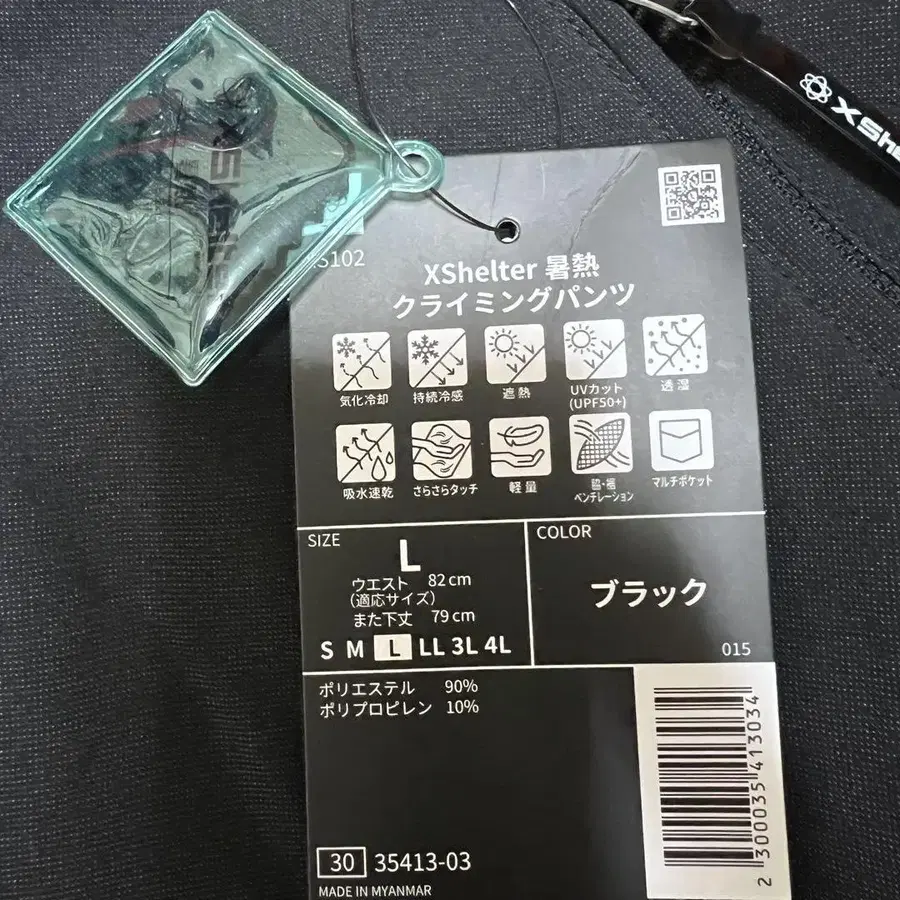 XShelter 暑熱
クライミングパンツ
気化冷却 持続冷感 遮熱 UVカット 透湿
(UPF50+)
吸水速乾 さらさらタッチ 軽量 脇・裾 マルチポケット
ベンチレーション
SIZE
L
ウエスト 82cm
(適応サイズ)
また下丈 79cm
S M L LL 3L 4L
COLOR
ブラック
015
ポリエステル 90%
ポリプロピレン 10%
30 35413-03
MADE IN MYANMAR
2 300035 413034